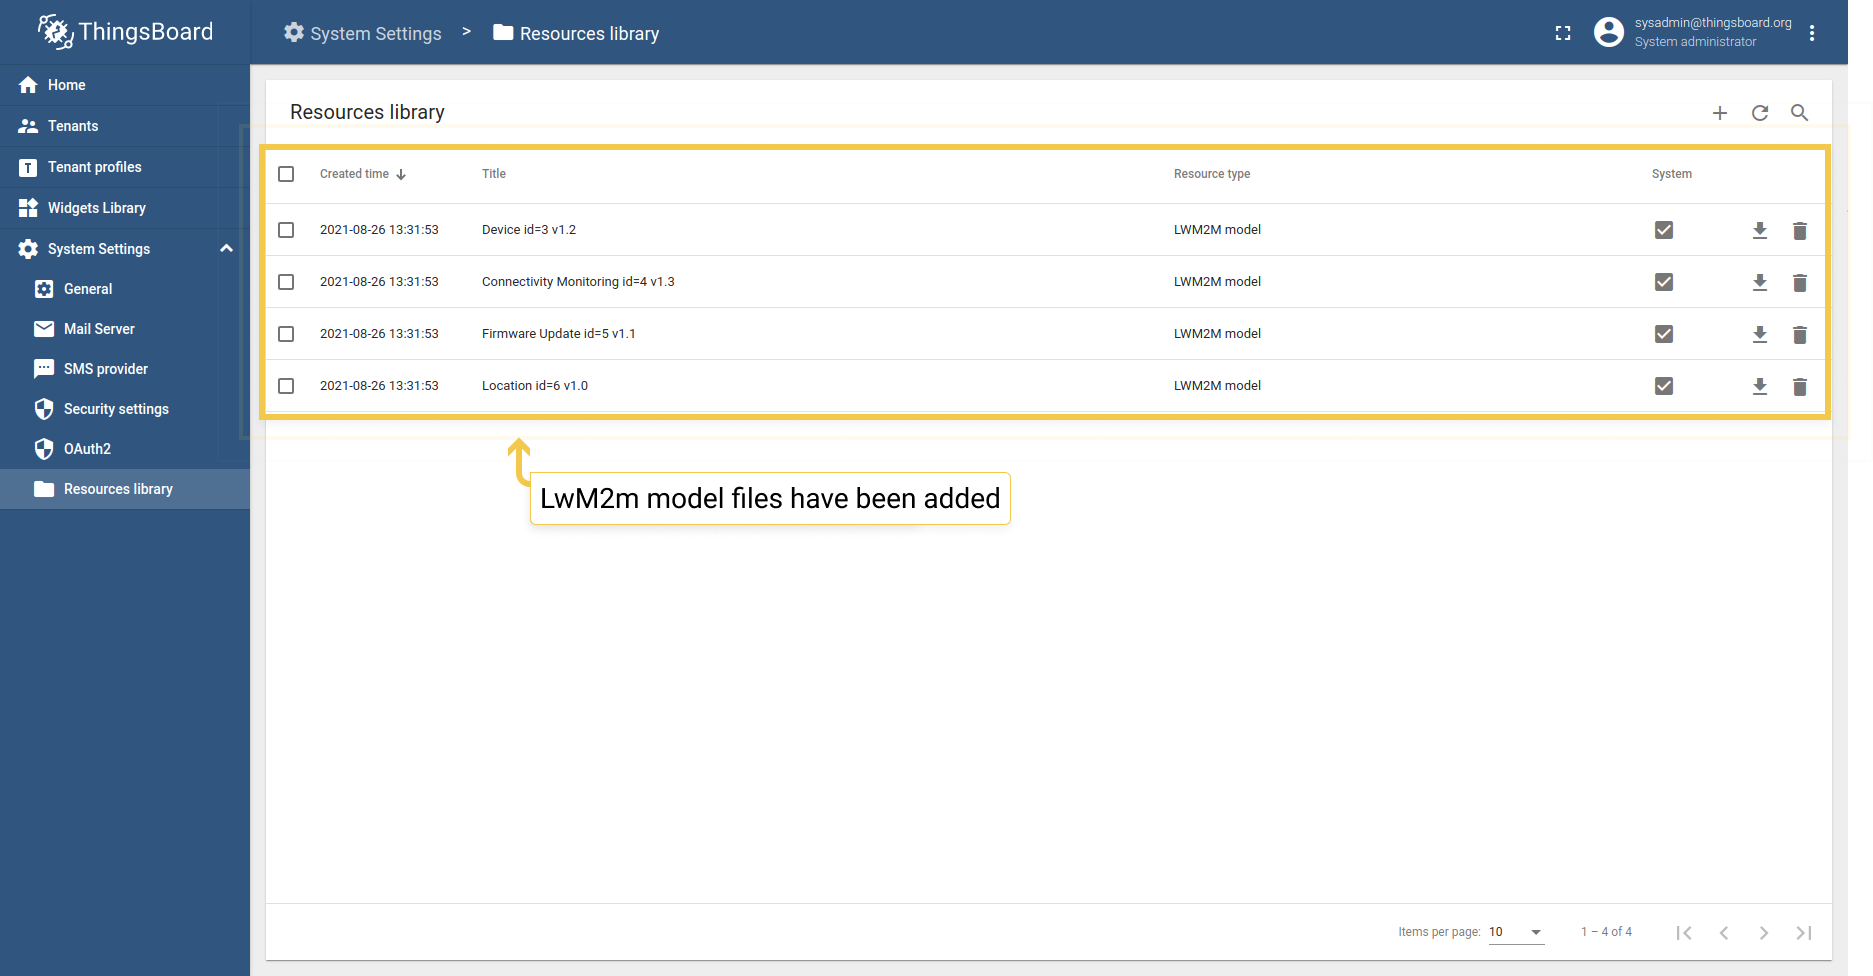 ThingsBoard
System Settings > Resources library
sysadmin@thingsboard.org
System administrator
Home
Tenants
Tenant profiles
Widgets Library
System Settings
General
Mail Server
SMS provider
Security settings
OAuth2
Resources library
Resources library
Created time Title Resource type System
2021-08-26 13:31:53 Device id=3 v1.2 LWM2M model
2021-08-26 13:31:53 Connectivity Monitoring id=4 v1.3 LWM2M model
2021-08-26 13:31:53 Firmware Update id=5 v1.1 LWM2M model
2021-08-26 13:31:53 Location id=6 v1.0 LWM2M model
LwM2m model files have been added
Items per page: 10 1 – 4 of 4